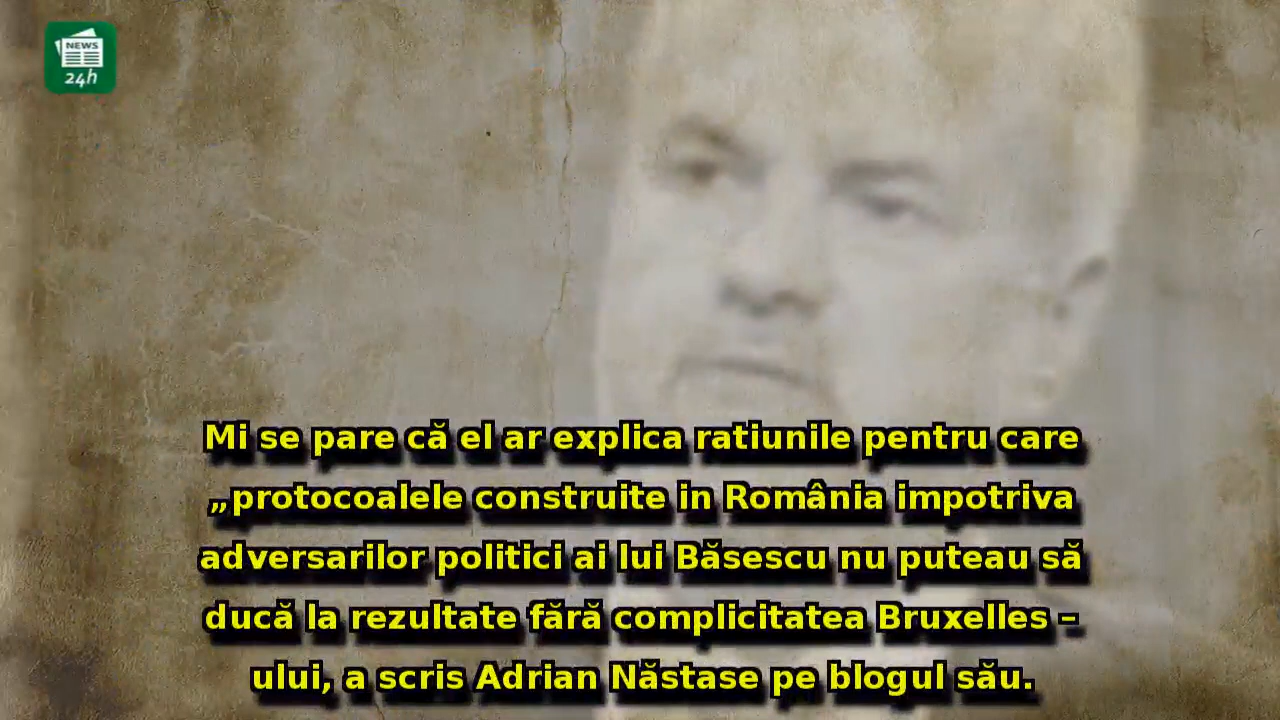 NEWS
24h
Mi se pare că el ar explica ratiunile pentru care
„protocoalele construite in România impotriva
adversarilor politici ai lui Băsescu nu puteau să
ducă la rezultate fără complicitatea Bruxelles –
ului, a scris Adrian Năstase pe blogul său.